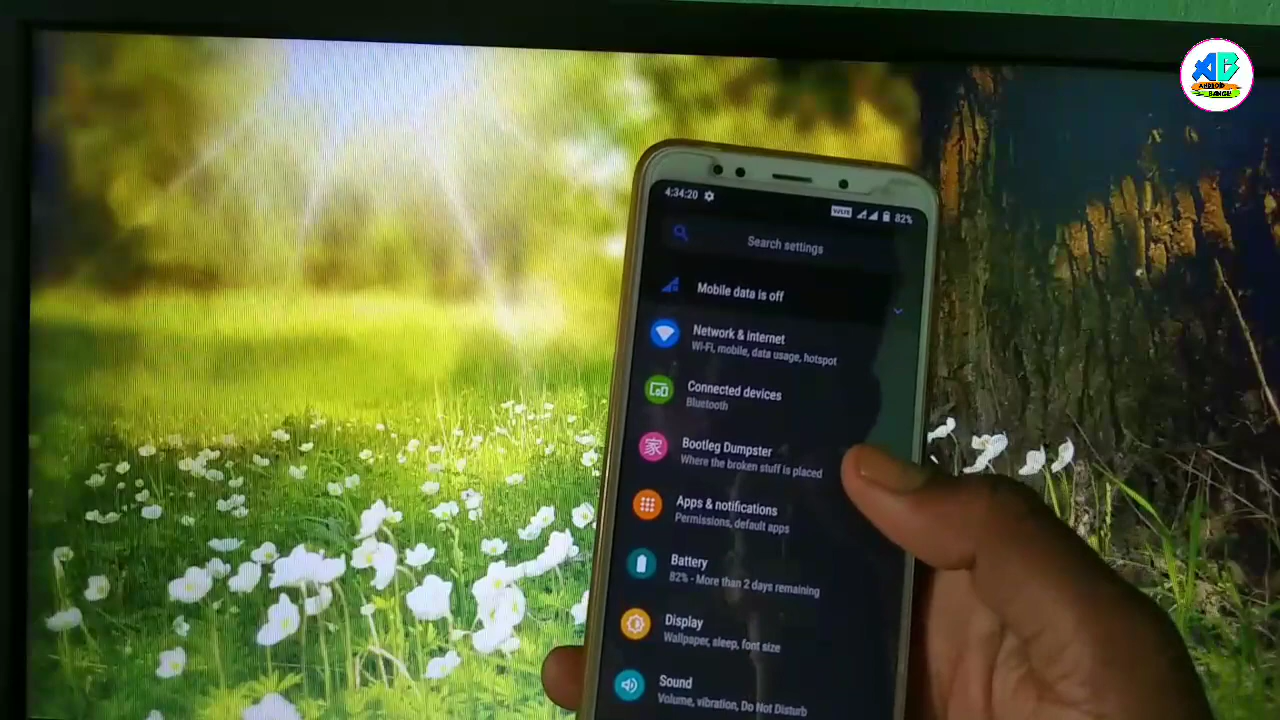 ANDROID
BANGLA
4:34:20
82%
Search settings
Mobile data is off
Network & internet
Wi-Fi, mobile, data usage, hotspot
Connected devices
Bluetooth
家
Bootleg Dumpster
Where the broken stuff is placed
Apps & notifications
Permissions, default apps
Battery
82% - More than 2 days remaining
Display
Wallpaper, sleep, font size
Sound
Volume, vibration, Do Not Disturb